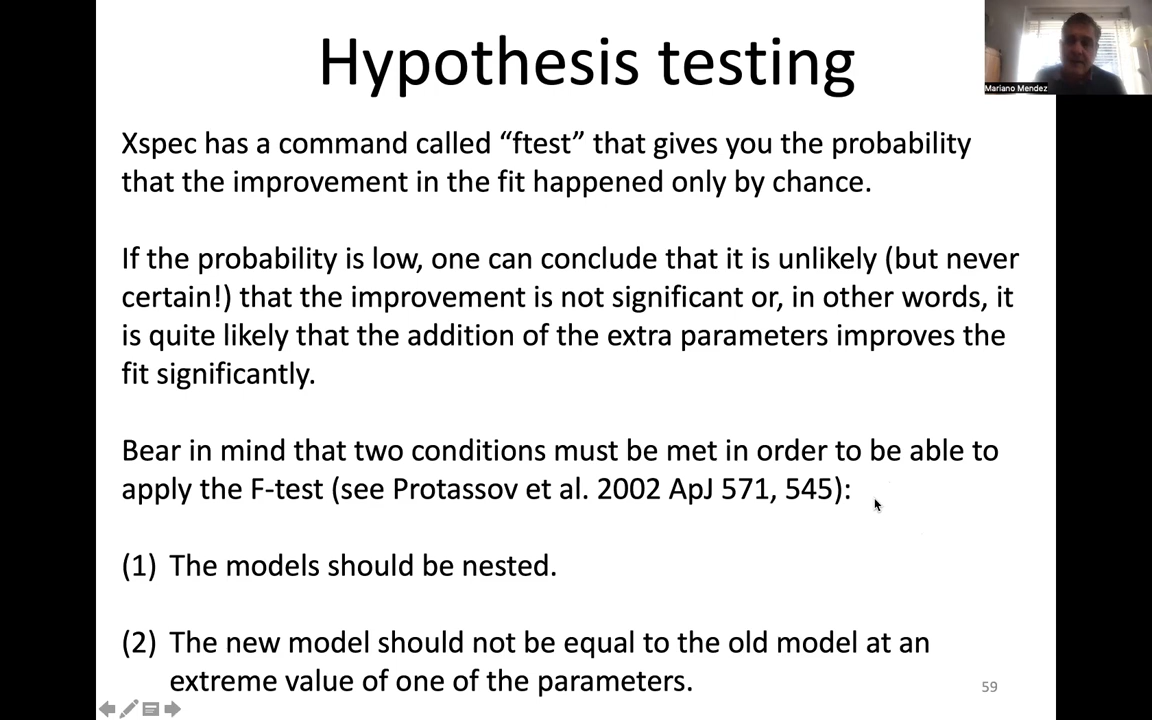 Hypothesis testing
Mariano Mendez
Xspec has a command called “ftest” that gives you the probability
that the improvement in the fit happened only by chance.
If the probability is low, one can conclude that it is unlikely (but never
certain!) that the improvement is not significant or, in other words, it
is quite likely that the addition of the extra parameters improves the
fit significantly.
Bear in mind that two conditions must be met in order to be able to
apply the F-test (see Protassov et al. 2002 ApJ 571, 545):
(1) The models should be nested.
(2) The new model should not be equal to the old model at an
extreme value of one of the parameters.
59